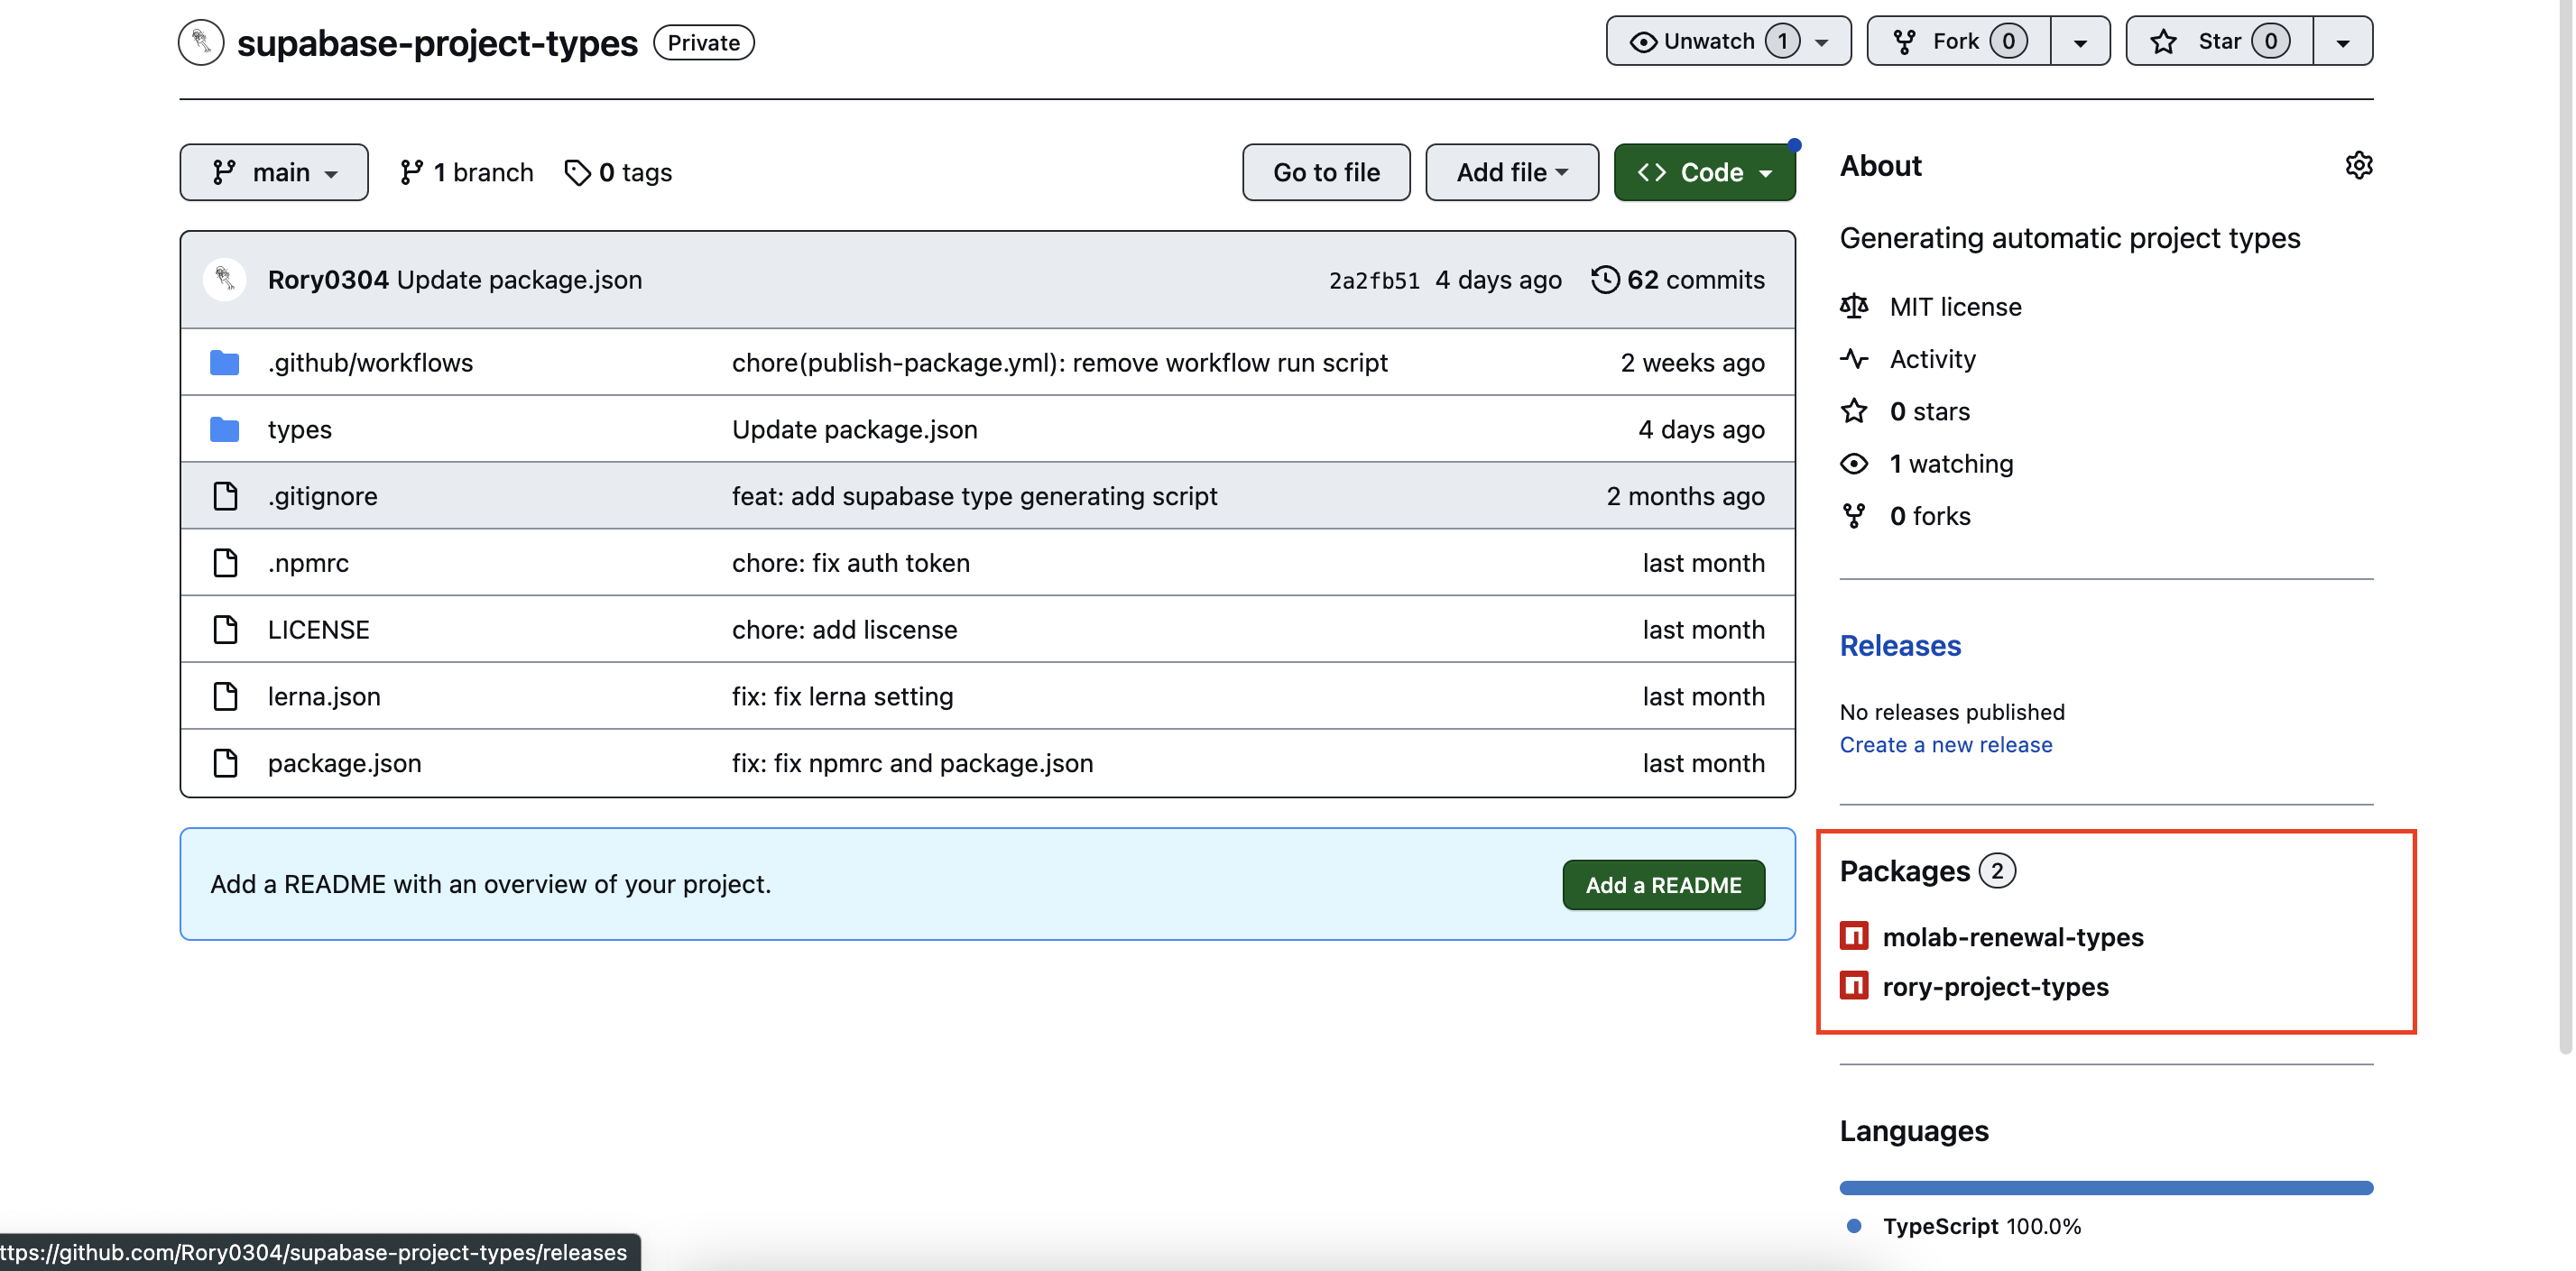 supabase-project-types Private
Unwatch 1
Fork 0
Star 0
main
1 branch
0 tags
Go to file
Add file
Code
Rory0304 Update package.json 2a2fb51 4 days ago 62 commits
.github/workflows chore(publish-package.yml): remove workflow run script 2 weeks ago
types Update package.json 4 days ago
.gitignore feat: add supabase type generating script 2 months ago
.npmrc chore: fix auth token last month
LICENSE chore: add liscense last month
lerna.json fix: fix lerna setting last month
package.json fix: fix npmrc and package.json last month
Add a README with an overview of your project. Add a README
About
Generating automatic project types
MIT license
Activity
0 stars
1 watching
0 forks
Releases
No releases published
Create a new release
Packages 2
molab-renewal-types
rory-project-types
Languages
TypeScript 100.0%
ttps://github.com/Rory0304/supabase-project-types/releases